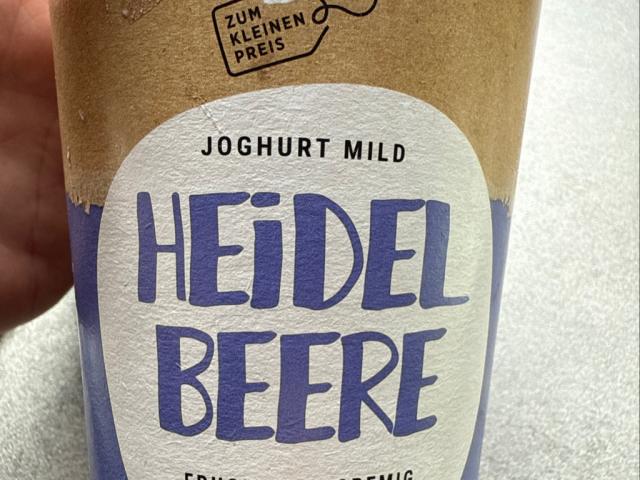 ZUM
KLEINEN
PREIS
JOGHURT MILD
HEiDEL
BEERE